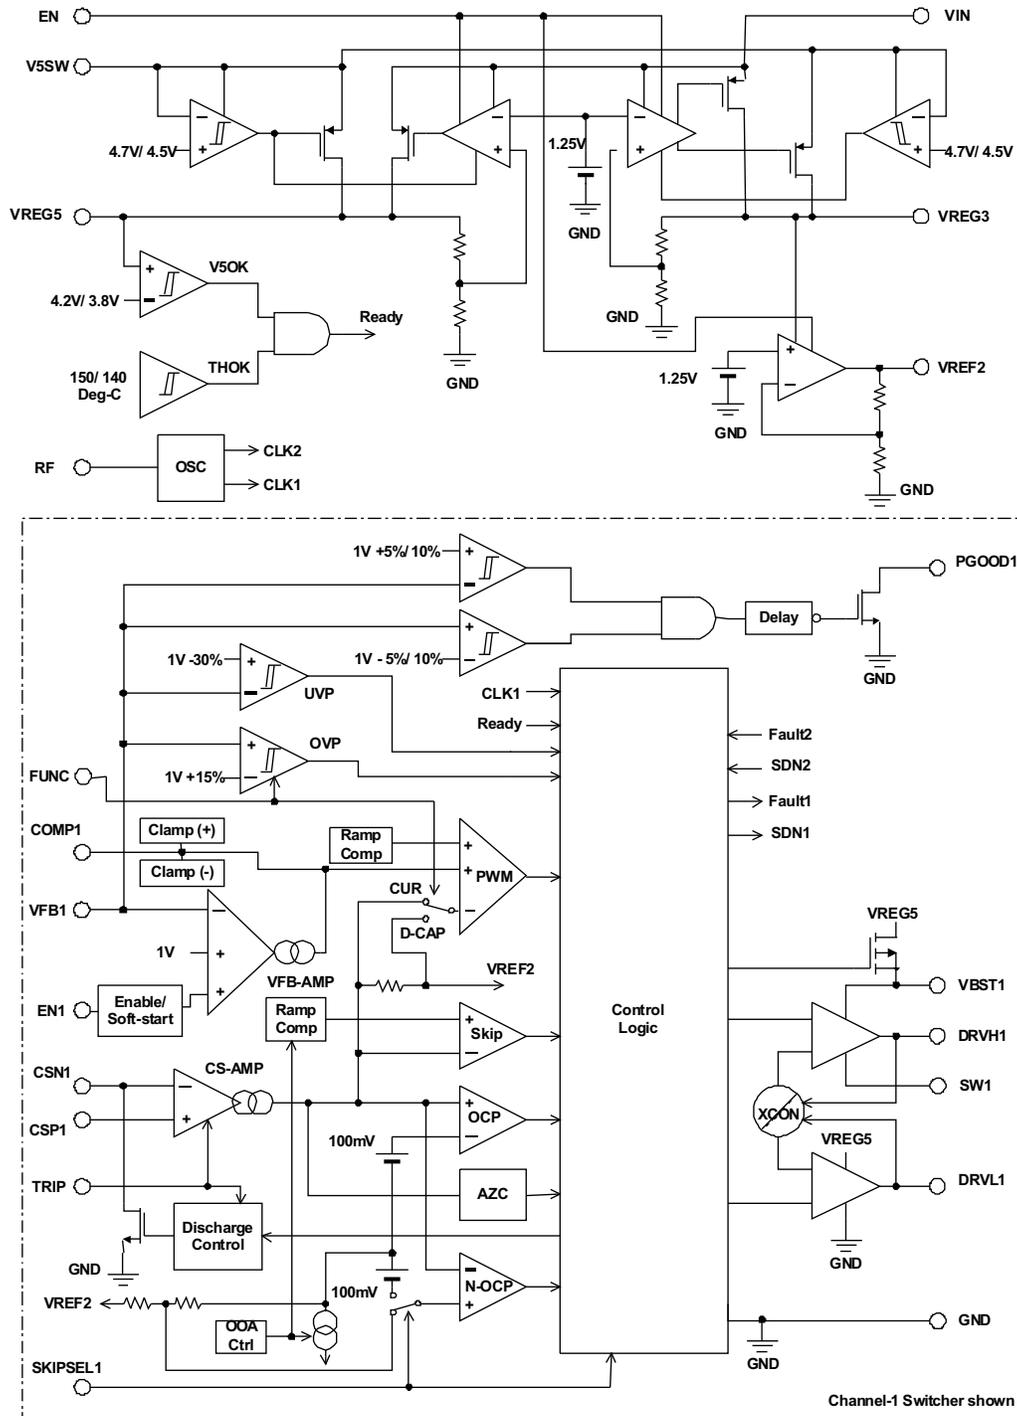 EN
VIN
V5SW
4.7V/ 4.5V
1.25V
4.7V/ 4.5V
GND
VREG5
VREG3
V5OK
4.2V/ 3.8V
Ready
GND
GND
THOK
150/ 140
Deg-C
1.25V
VREF2
GND
RF
OSC
CLK2
CLK1
GND
1V +5%/ 10%
PGOOD1
Delay
1V - 5%/ 10%
GND
1V -30%
UVP
CLK1
Ready
OVP
Fault2
FUNC
1V +15%
SDN2
Fault1
COMP1
Clamp (+)
Ramp
Comp
SDN1
Clamp (-)
PWM
CUR
VFB1
D-CAP
VREG5
1V
VREF2
VFB-AMP
VBST1
EN1
Enable/
Soft-start
Ramp
Comp
Skip
Control
Logic
DRVH1
CS-AMP
CSN1
SW1
CSP1
OCP
XCON
100mV
VREG5
TRIP
AZC
DRVL1
Discharge
Control
GND
GND
100mV
N-OCP
VREF2
OOA
Ctrl
GND
GND
SKIPSEL1
Channel-1 Switcher shown